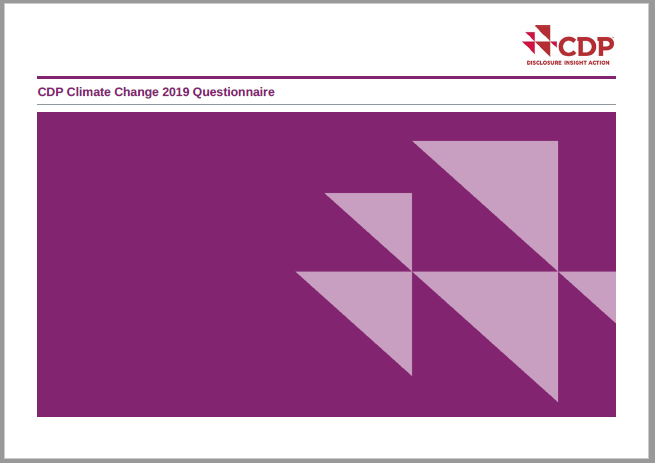 CDP
DISCLOSURE INSIGHT ACTION
CDP Climate Change 2019 Questionnaire